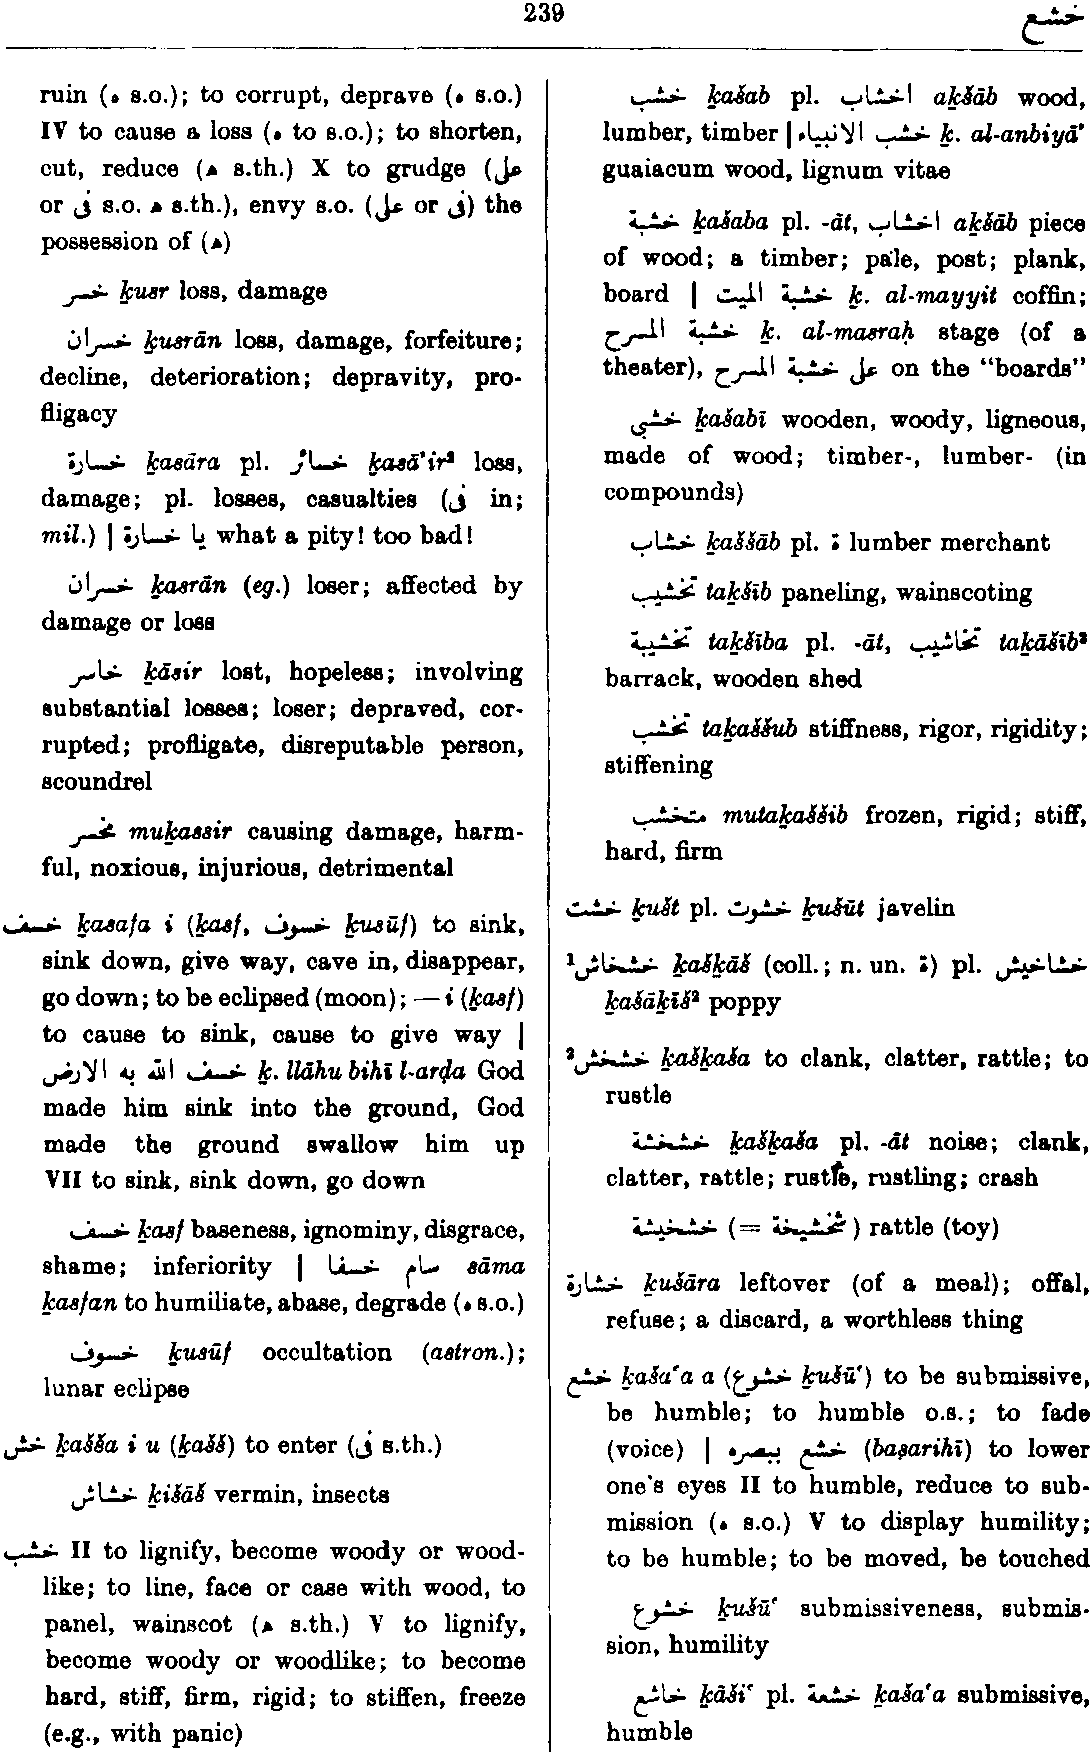 239
خشع
ruin (ه s.o.); to corrupt, deprave (ه s.o.)
IV to cause a loss (ه to s.o.); to shorten,
cut, reduce (ه s.th.) X to grudge (على
or فى s.o. ه s.th.), envy s.o. (على or فى) the
possession of (ه)
خسر ḵusr loss, damage
خسران ḵusrān loss, damage, forfeiture;
decline, deterioration; depravity, pro-
fligacy
خسارة ḵasāra pl. خسائر ḵasā'ir² loss,
damage; pl. losses, casualties (فى in;
mil.) | يا خسارة what a pity! too bad!
خسران ḵasrān (eg.) loser; affected by
damage or loss
خاسر ḵāsir lost, hopeless; involving
substantial losses; loser; depraved, cor-
rupted; profligate, disreputable person,
scoundrel
مخسر muḵassir causing damage, harm-
ful, noxious, injurious, detrimental
خسف ḵasafa i (ḵasf, خسوف ḵusūf) to sink,
sink down, give way, cave in, disappear,
go down; to be eclipsed (moon); — i (ḵasf)
to cause to sink, cause to give way |
خسف الله به الارض ḵ. llāhu bihī l-arḍa God
made him sink into the ground, God
made the ground swallow him up
VII to sink, sink down, go down
خسف ḵasf baseness, ignominy, disgrace,
shame; inferiority | سام خسفا sāma
ḵasfan to humiliate, abase, degrade (ه s.o.)
خسوف ḵusūf occultation (astron.);
lunar eclipse
خش ḵašša i u (ḵašš) to enter (فى s.th.)
خشاش ḵišāš vermin, insects
خشب II to lignify, become woody or wood-
like; to line, face or case with wood, to
panel, wainscot (ه s.th.) V to lignify,
become woody or woodlike; to become
hard, stiff, firm, rigid; to stiffen, freeze
(e.g., with panic)
خشب ḵašab pl. اخشاب aḵšāb wood,
lumber, timber | خشب الانبياء ḵ. al-anbiyā'
guaiacum wood, lignum vitae
خشبة ḵašaba pl. -āt, اخشاب aḵšāb piece
of wood; a timber; pale, post; plank,
board | خشبة الميت ḵ. al-mayyit coffin;
خشبة المسرح ḵ. al-masraḥ stage (of a
theater), على خشبة المسرح on the “boards”
خشبى ḵašabī wooden, woody, ligneous,
made of wood; timber-, lumber- (in
compounds)
خشاب ḵaššāb pl. ة lumber merchant
تخشيب taḵšīb paneling, wainscoting
تخشيبة taḵšība pl. -āt, تخاشيب taḵāšīb²
barrack, wooden shed
تخشب taḵaššub stiffness, rigor, rigidity;
stiffening
متخشب mutaḵaššib frozen, rigid; stiff,
hard, firm
خشت ḵušt pl. خشوت ḵušūt javelin
¹خشخاش ḵašḵāš (coll.; n. un. ة) pl. خشاخيش
ḵašāḵīš² poppy
²خشخش ḵašḵaša to clank, clatter, rattle; to
rustle
خشخشة ḵašḵaša pl. -āt noise; clank,
clatter, rattle; rustle, rustling; crash
خشخيشة (= شخشيخة) rattle (toy)
خشارة ḵušāra leftover (of a meal); offal,
refuse; a discard, a worthless thing
خشع ḵaša‘a a (خشوع ḵušū‘) to be submissive,
be humble; to humble o.s.; to fade
(voice) | خشع ببصره (baṣarihī) to lower
one's eyes II to humble, reduce to sub-
mission (ه s.o.) V to display humility;
to be humble; to be moved, be touched
خشوع ḵušū‘ submissiveness, submis-
sion, humility
خاشع ḵāši‘ pl. خشعة ḵaša‘a submissive,
humble